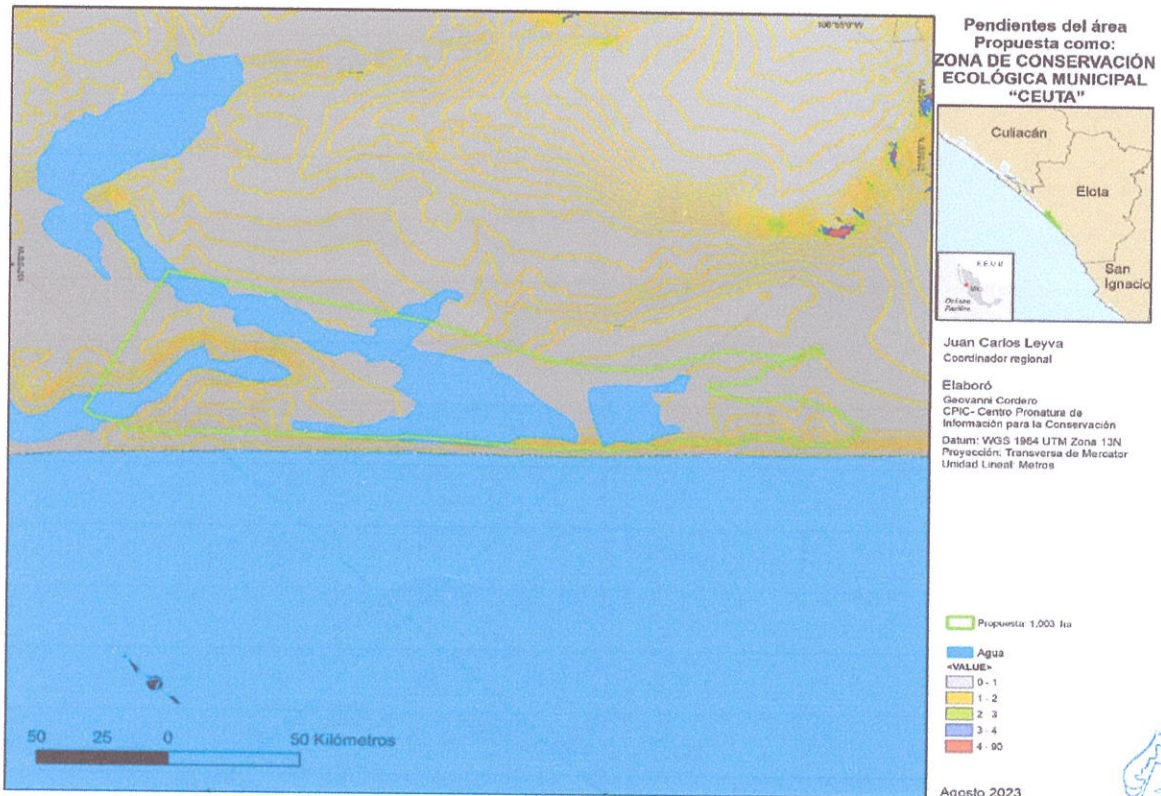 Pendientes del área
Propuesta como:
ZONA DE CONSERVACIÓN
ECOLÓGICA MUNICIPAL
“CEUTA”
Culiacán
Elota
San
Ignacio
Océano
Pacífico
Juan Carlos Leyva
Coordinador regional
Elaboró
Geovanni Cordero
CPIC- Centro Pronatura de
Información para la Conservación
Datum: WGS 1984 UTM Zona 13N
Proyección: Transversa de Mercator
Unidad Lineal: Metros
Propuesta: 1,003 ha
Agua
<VALUE>
0 - 1
1 - 2
2 - 3
3 - 4
4 - 90
Agosto 2023
50 25 0 50 Kilómetros